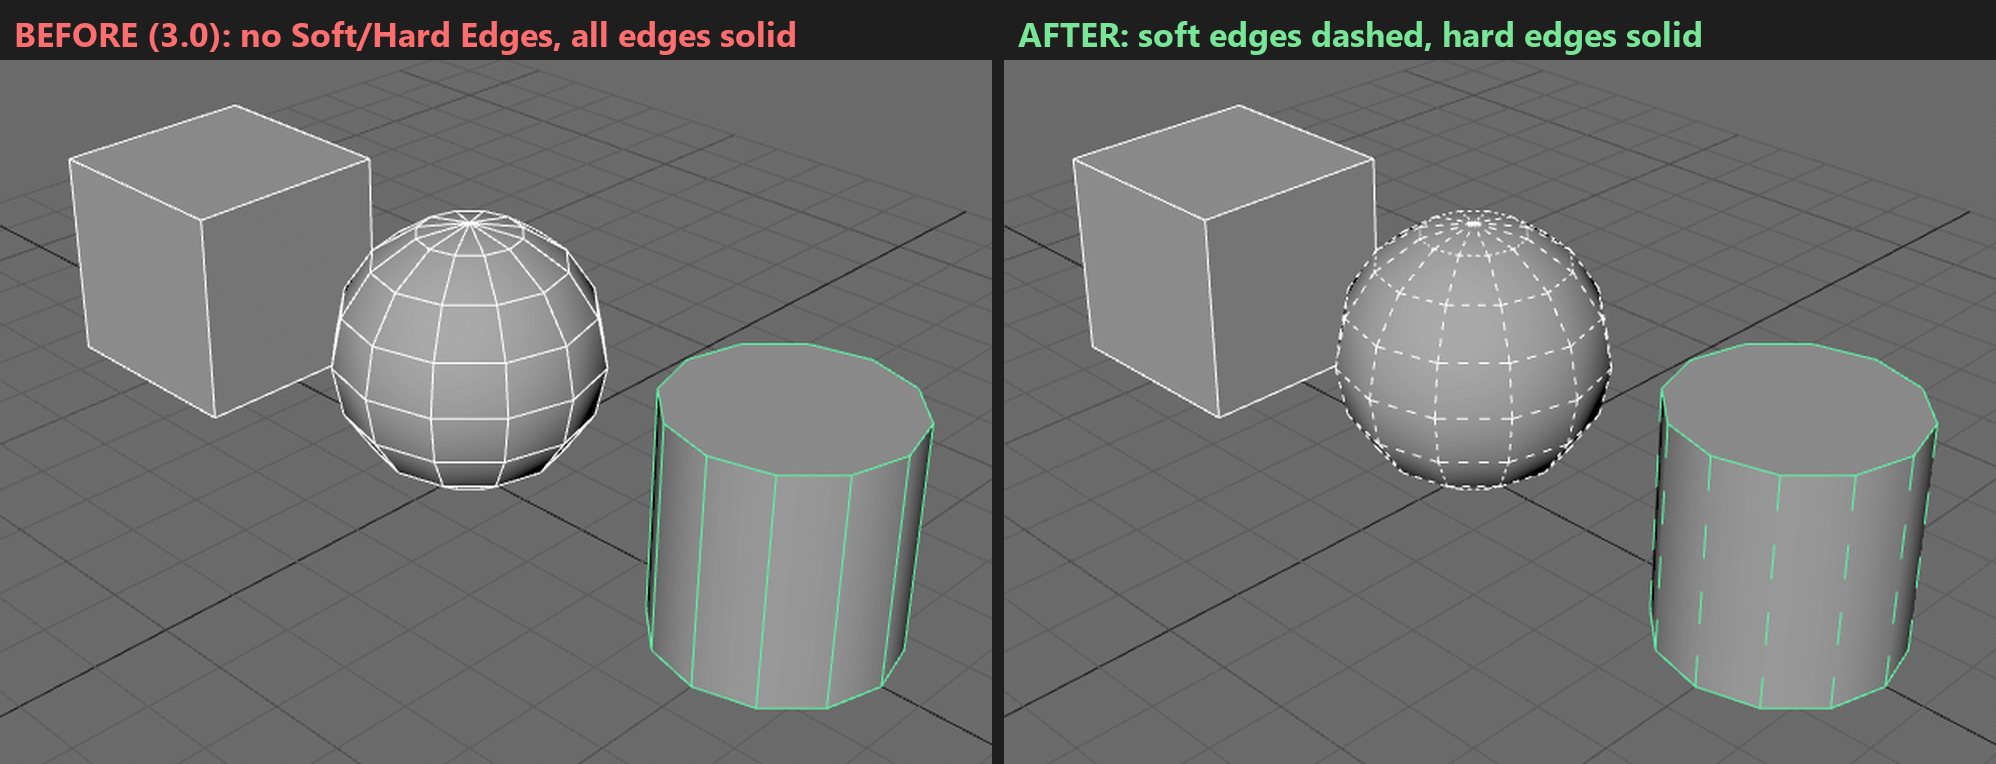 BEFORE (3.0): no Soft/Hard Edges, all edges solid
AFTER: soft edges dashed, hard edges solid